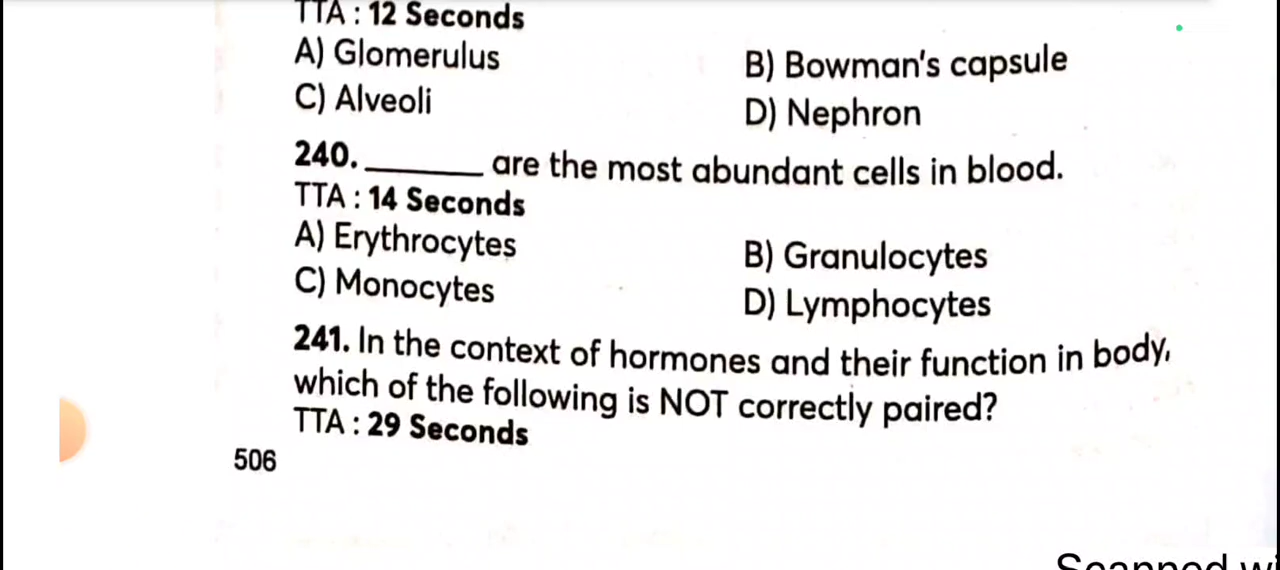 TTA : 12 Seconds
A) Glomerulus B) Bowman's capsule
C) Alveoli D) Nephron
240. ______ are the most abundant cells in blood.
TTA : 14 Seconds
A) Erythrocytes B) Granulocytes
C) Monocytes D) Lymphocytes
241. In the context of hormones and their function in body,
which of the following is NOT correctly paired?
TTA : 29 Seconds
506
Scanned